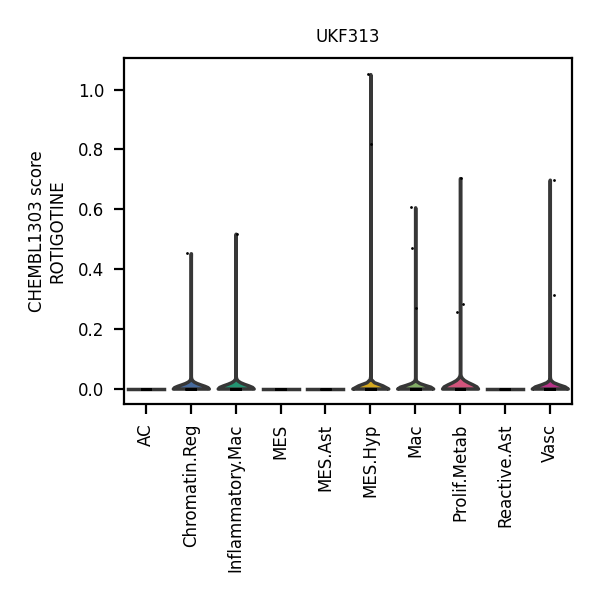 UKF313
CHEMBL1303 score
ROTIGOTINE
1.0
0.8
0.6
0.4
0.2
0.0
AC
Chromatin.Reg
Inflammatory.Mac
MES
MES.Ast
MES.Hyp
Mac
Prolif.Metab
Reactive.Ast
Vasc